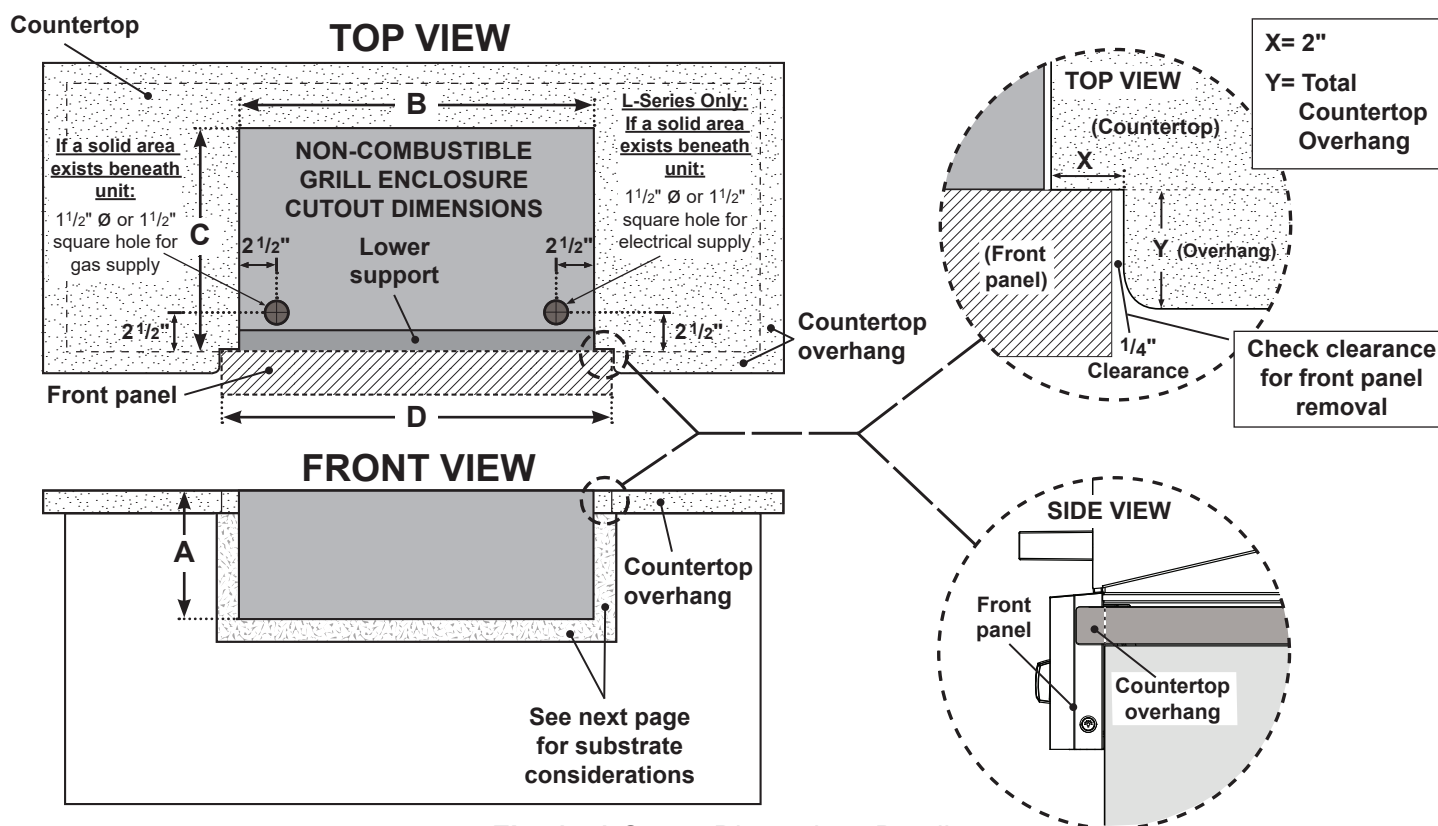 Countertop
TOP VIEW
B
If a solid area
exists beneath
unit:
1 1/2" Ø or 1 1/2"
square hole for
gas supply
C
NON-COMBUSTIBLE
GRILL ENCLOSURE
CUTOUT DIMENSIONS
L-Series Only:
If a solid area
exists beneath
unit:
1 1/2" Ø or 1 1/2"
square hole for
electrical supply
2 1/2"
Lower
support
2 1/2"
2 1/2"
2 1/2"
Countertop
overhang
Front panel
D
X= 2"
Y= Total
Countertop
Overhang
TOP VIEW
(Countertop)
X
(Front
panel)
Y (Overhang)
1/4"
Clearance
Check clearance
for front panel
removal
FRONT VIEW
A
Countertop
overhang
See next page
for substrate
considerations
SIDE VIEW
Front
panel
Countertop
overhang